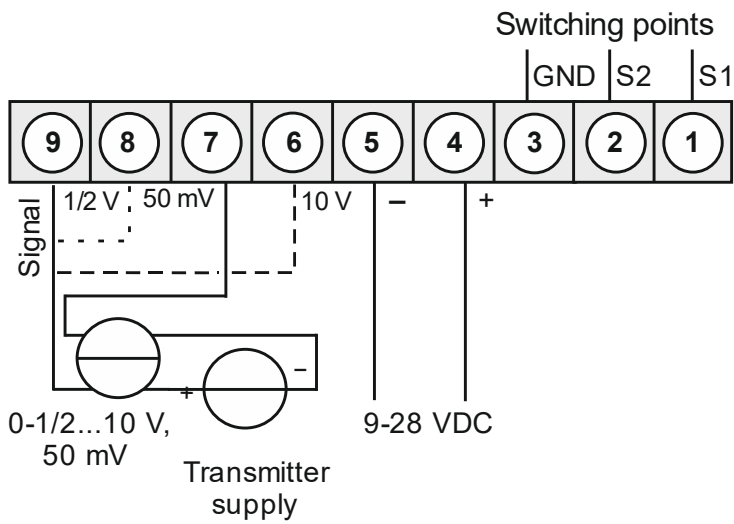 Switching points
GND S2 S1
9 8 7 6 5 4 3 2 1
Signal
1/2 V 50 mV 10 V – +
–
+
0-1/2...10 V,
50 mV
9-28 VDC
Transmitter
supply